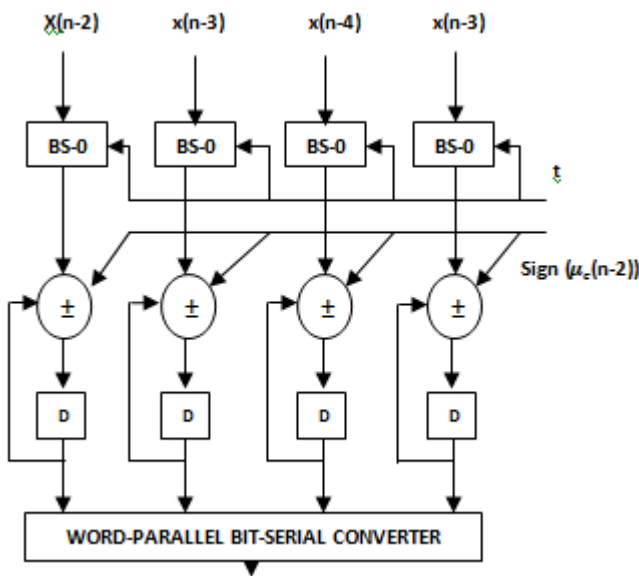 X(n-2) x(n-3) x(n-4) x(n-3)
BS-0 BS-0 BS-0 BS-0
t
Sign (μe(n-2))
± ± ± ±
D D D D
WORD-PARALLEL BIT-SERIAL CONVERTER